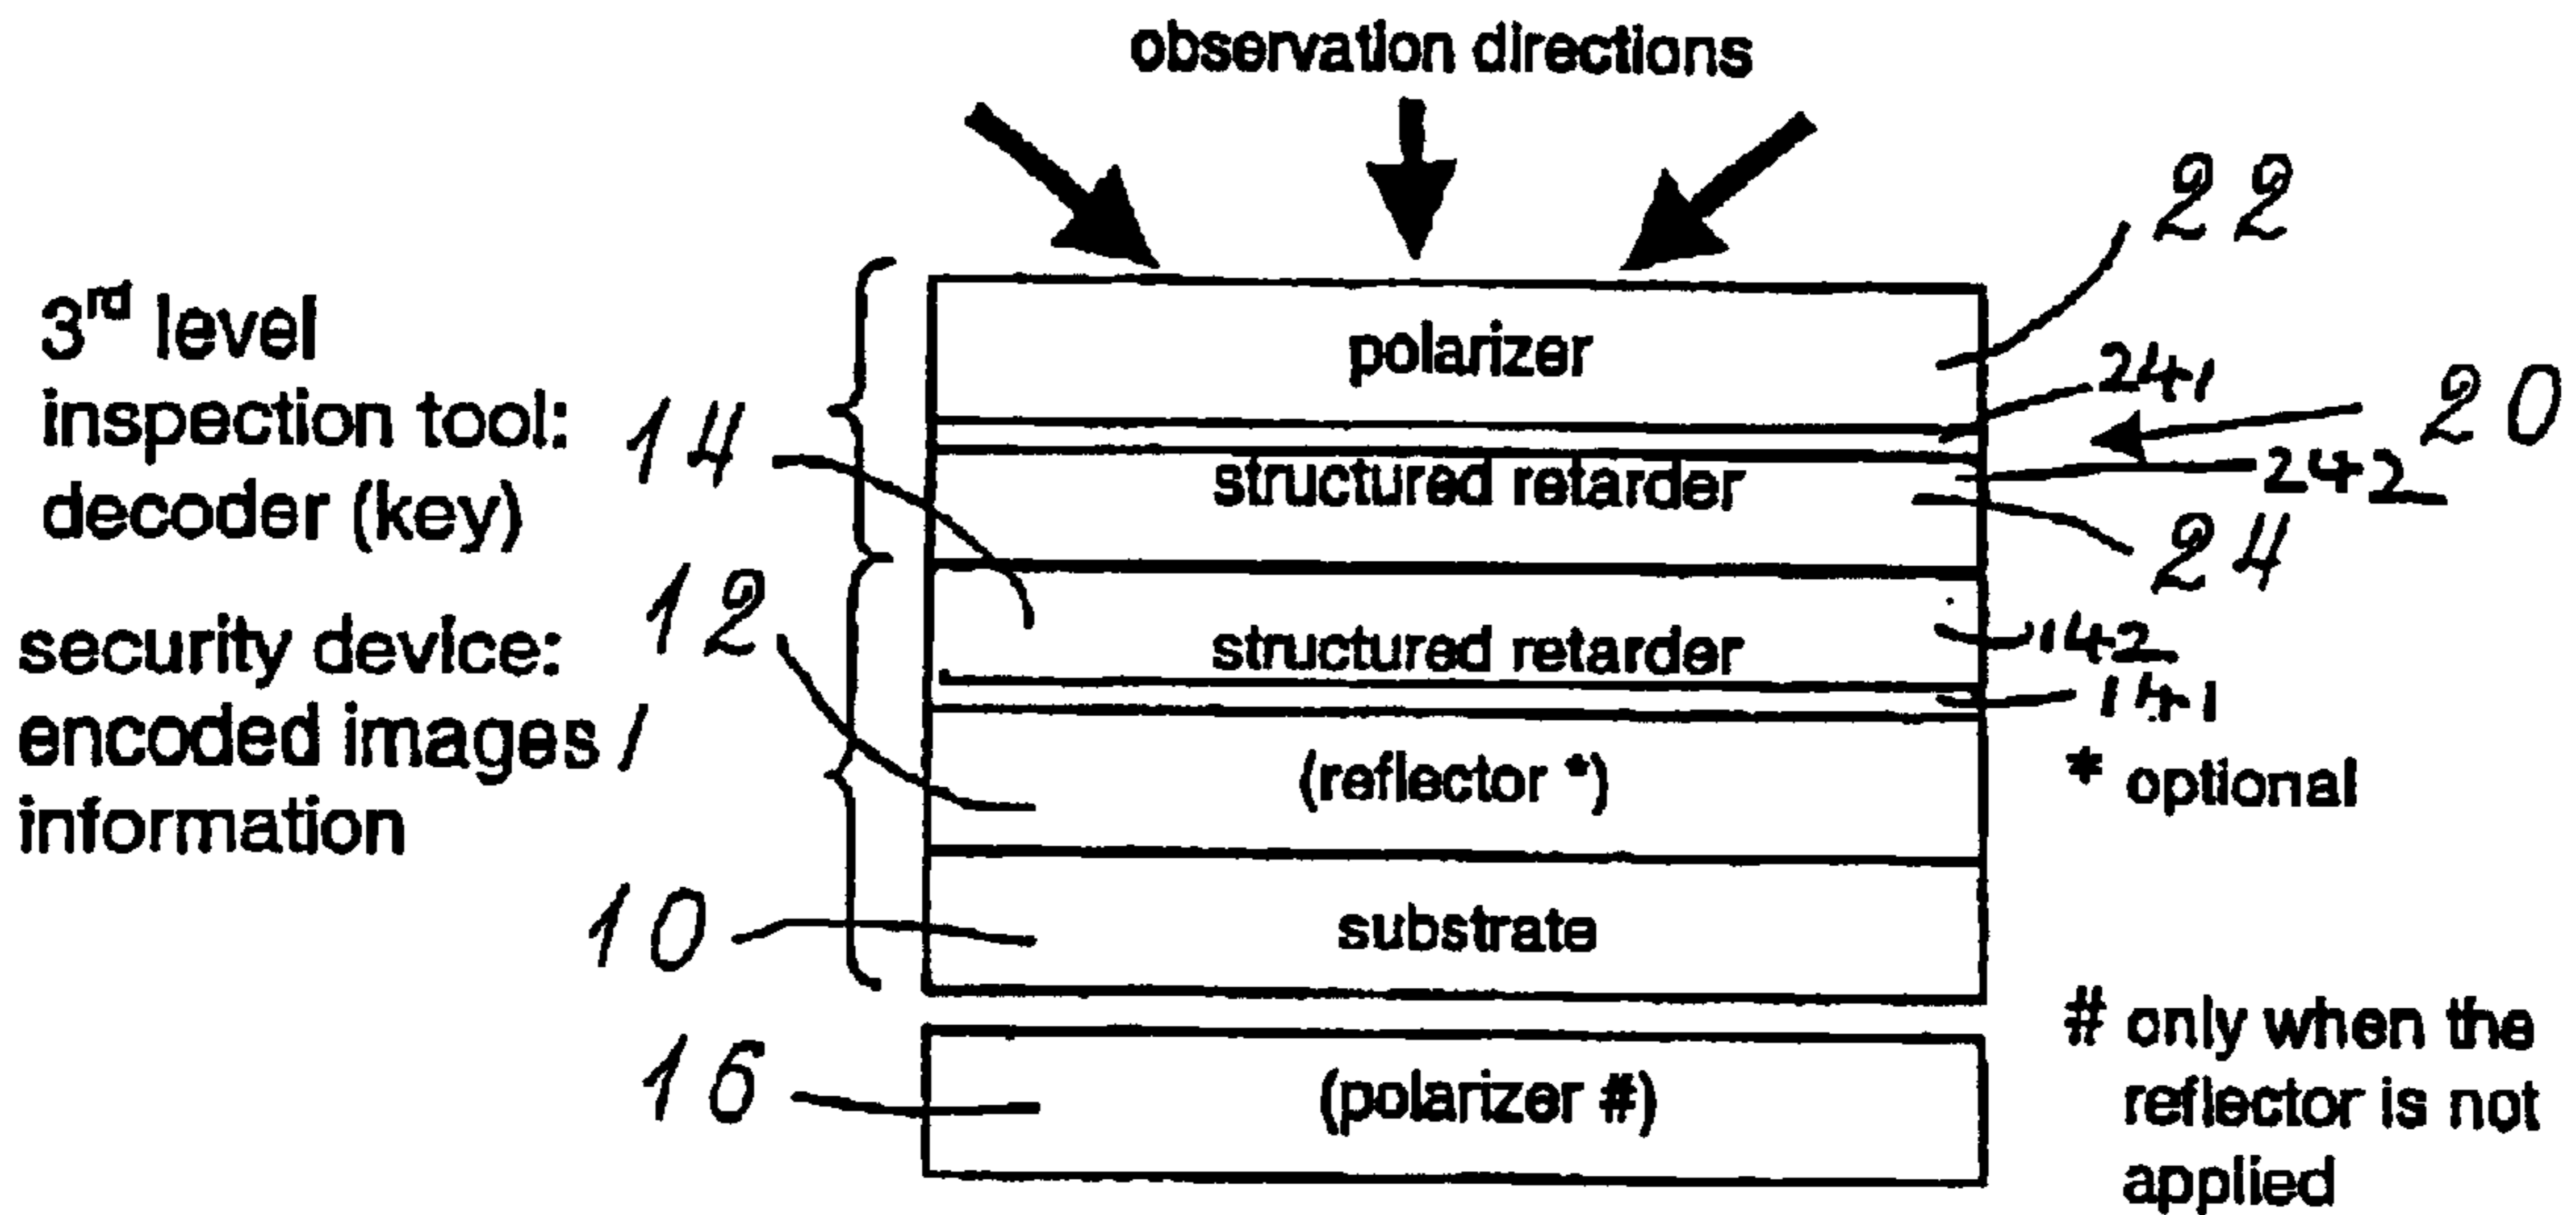 observation directions
22
3rd level
inspection tool:
decoder (key)
polarizer
241
20
14
structured retarder
242
24
security device:
encoded images /
information
12
structured retarder
142
141
(reflector *)
* optional
10
substrate
16
(polarizer #)
# only when the
reflector is not
applied